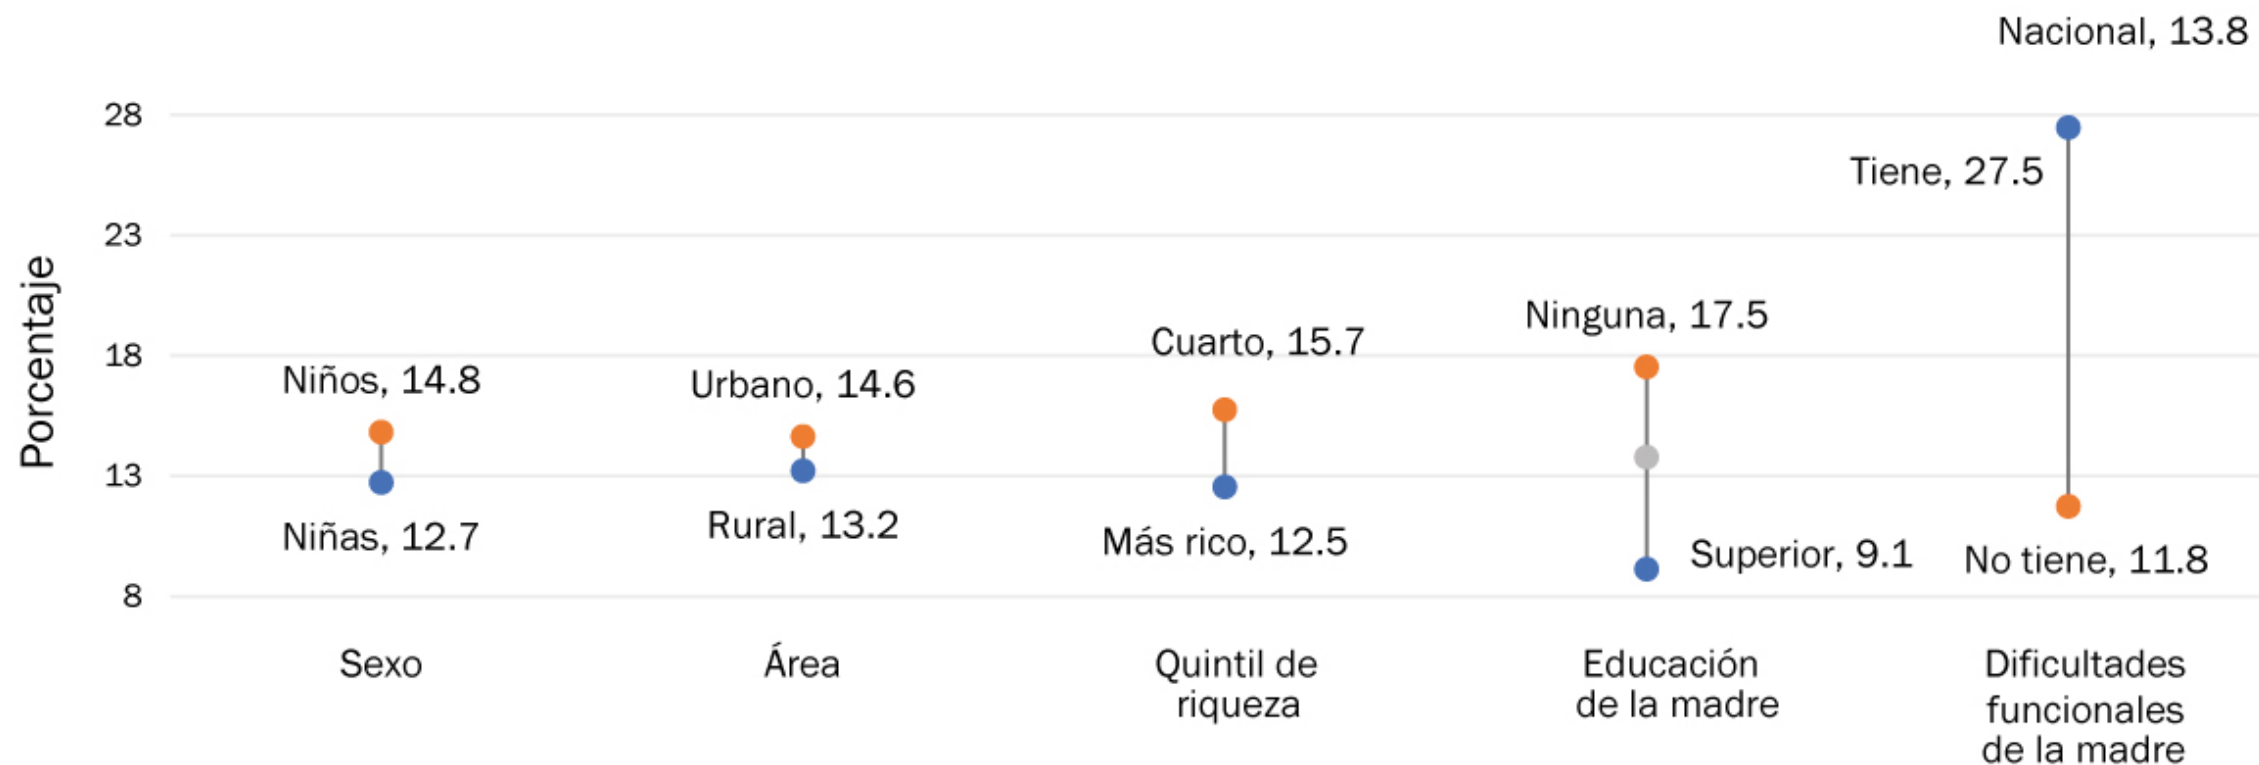 Nacional, 13.8
28
Tiene, 27.5
23
Porcentaje
Ninguna, 17.5
Cuarto, 15.7
18
Niños, 14.8
Urbano, 14.6
13
Niñas, 12.7
Rural, 13.2
Más rico, 12.5
Superior, 9.1
No tiene, 11.8
8
Sexo
Área
Quintil de
riqueza
Educación
de la madre
Dificultades
funcionales
de la madre